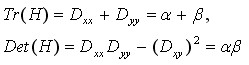 Tr(H) = D_{xx} + D_{yy} = α + β,
Det(H) = D_{xx} D_{yy} − (D_{xy})^2 = αβ